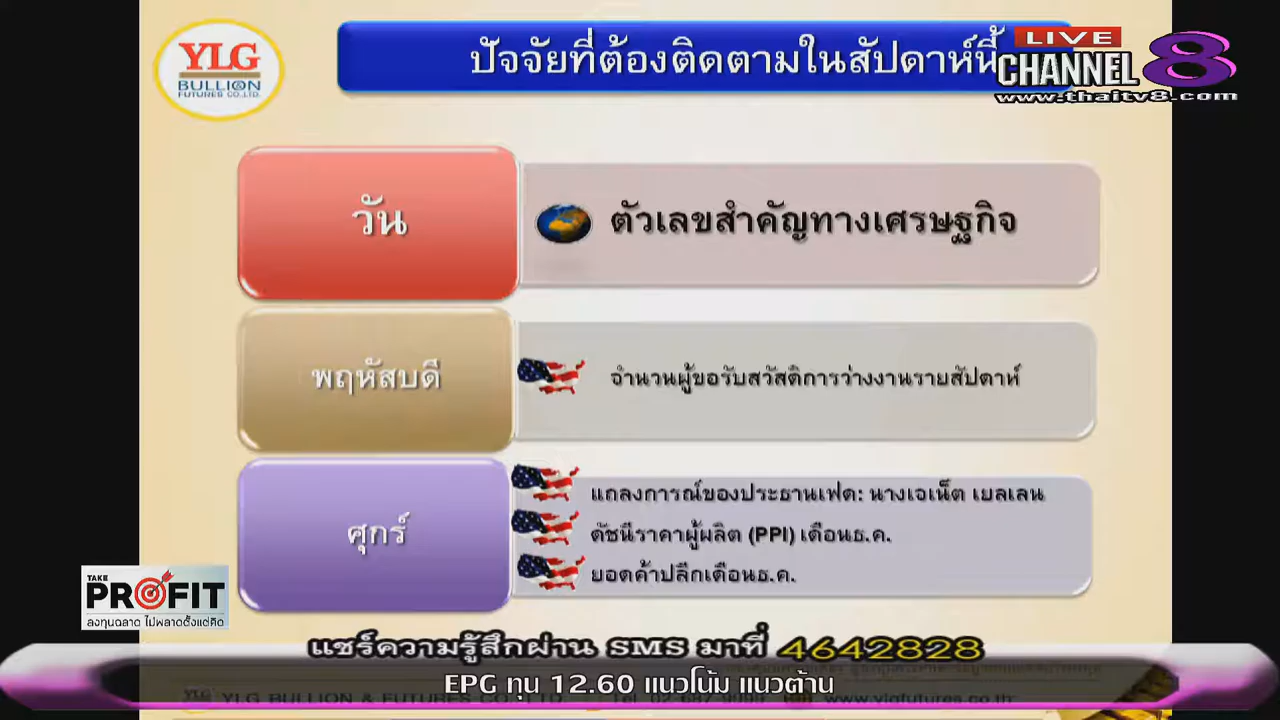 YLG
BULLION
FUTURES CO.LTD.
ปัจจัยที่ต้องติดตามในสัปดาห์นี้
LIVE
CHANNEL 8
www.thaitv8.com
วัน
ตัวเลขสำคัญทางเศรษฐกิจ
พฤหัสบดี
จำนวนผู้ขอรับสวัสดิการว่างงานรายสัปดาห์
ศุกร์
แถลงการณ์ของประธานเฟด: นางเจเน็ต เยลเลน
ดัชนีราคาผู้ผลิต (PPI) เดือนธ.ค.
ยอดค้าปลีกเดือนธ.ค.
TAKE
PROFIT
ลงทุนฉลาด ไม่พลาดตั้งแต่คิด
แชร์ความรู้สึกผ่าน SMS มาที่ 4642828
EPG ทุน 12.60 แนวโน้ม แนวต้าน
YLG BULLION & FUTURES CO.,LTD.
www.ylgfutures.co.th